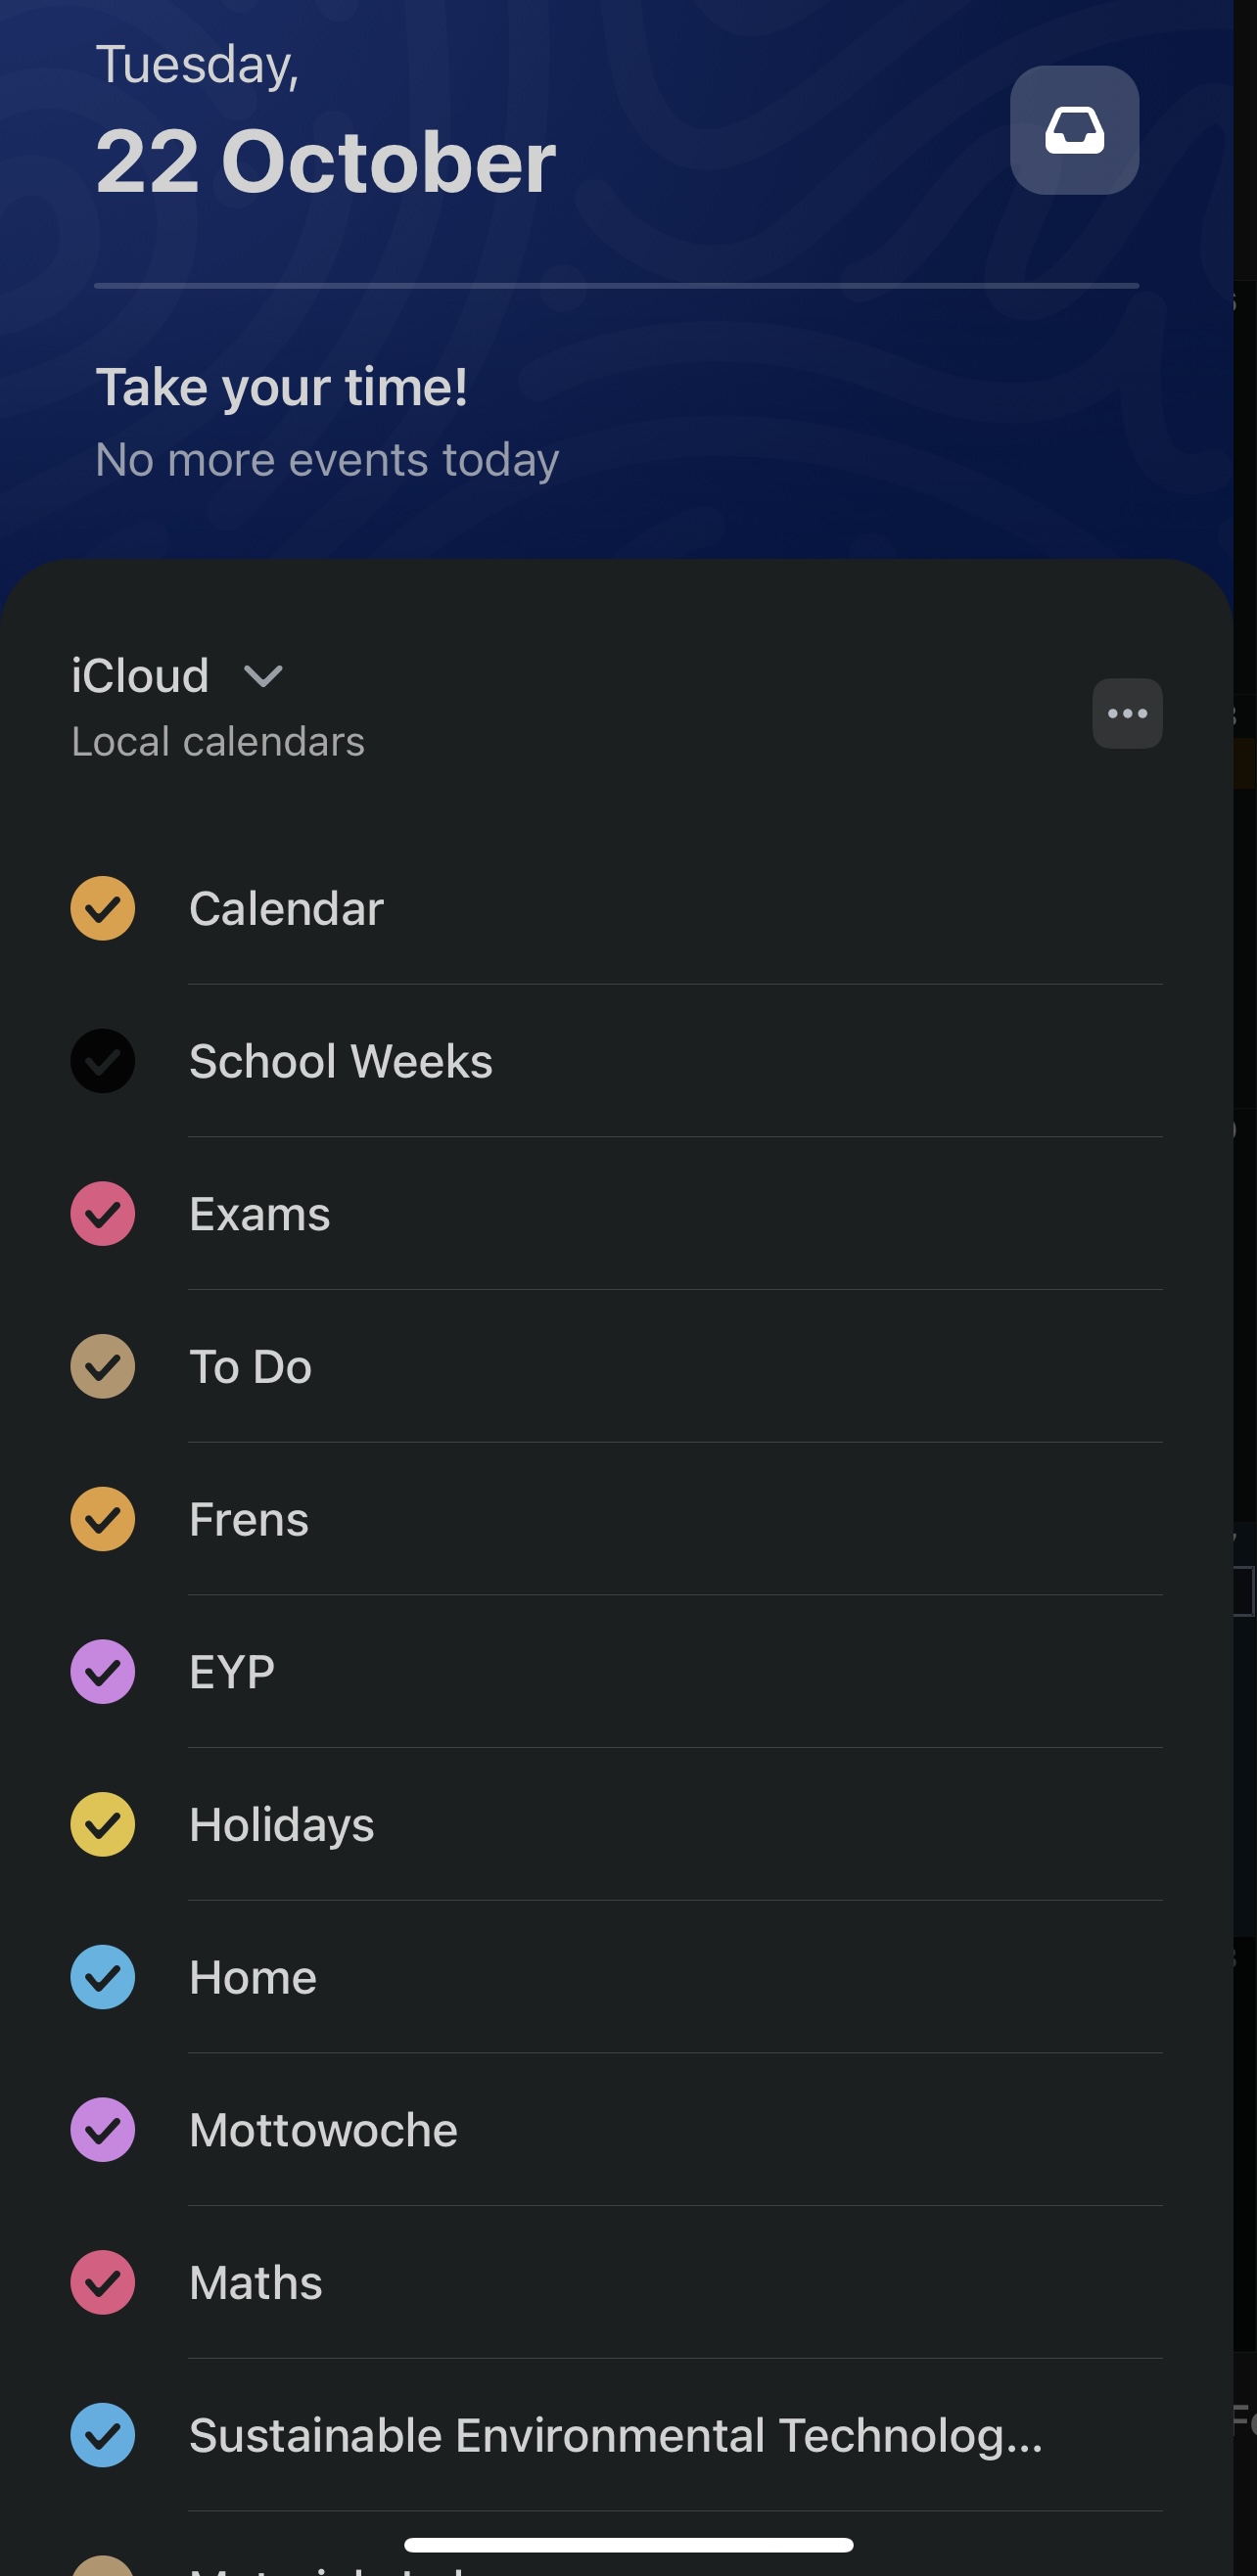 Tuesday,
22 October
Take your time!
No more events today
iCloud
Local calendars
Calendar
School Weeks
Exams
To Do
Frens
EYP
Holidays
Home
Mottowoche
Maths
Sustainable Environmental Technolog...